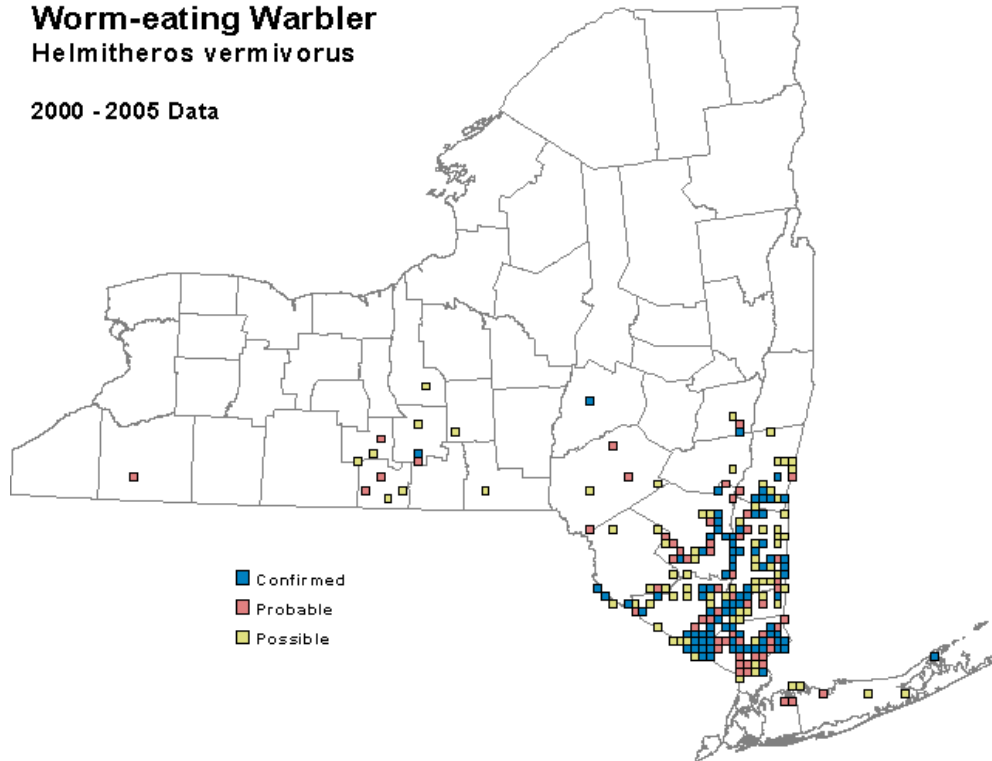 Worm-eating Warbler
Helmitheros vermivorus
2000 - 2005 Data
Confirmed
Probable
Possible